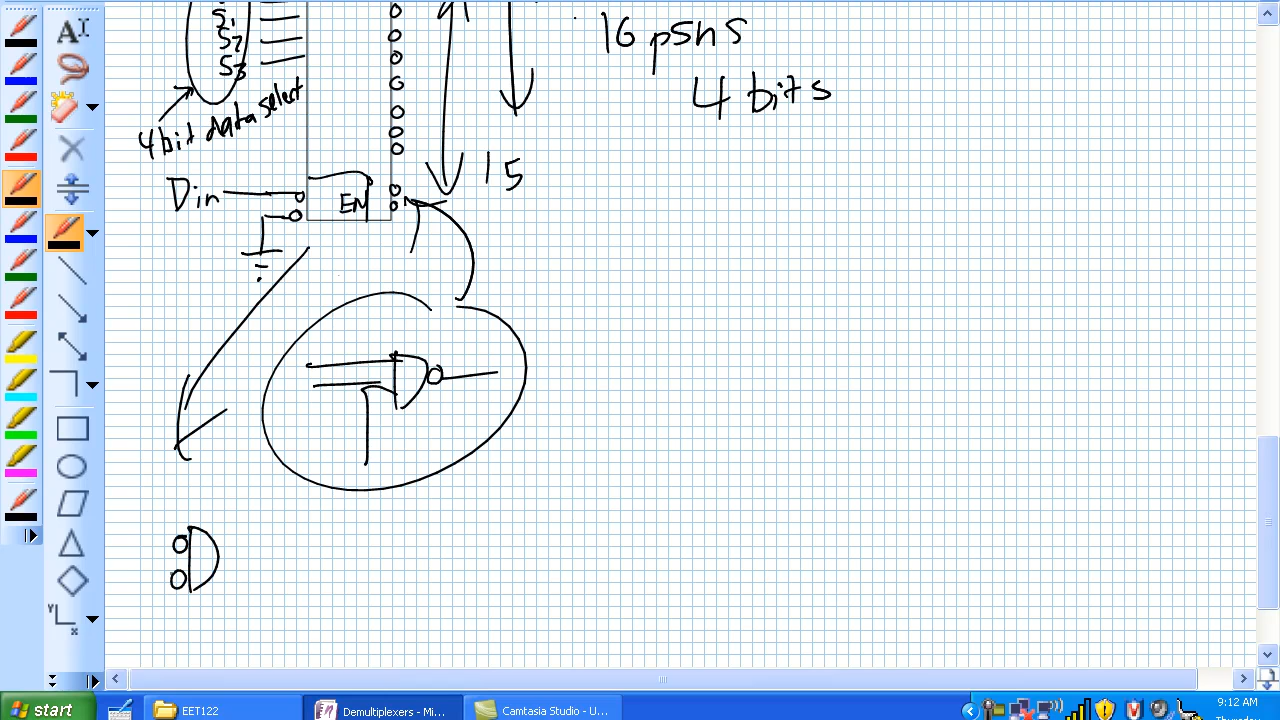 S1
S2
S3
16 psns
4 bits
4 bit data select
15
Din
EN
start
EET122
Demultiplexers - Mi...
Camtasia Studio - U...
9:12 AM
Thursday